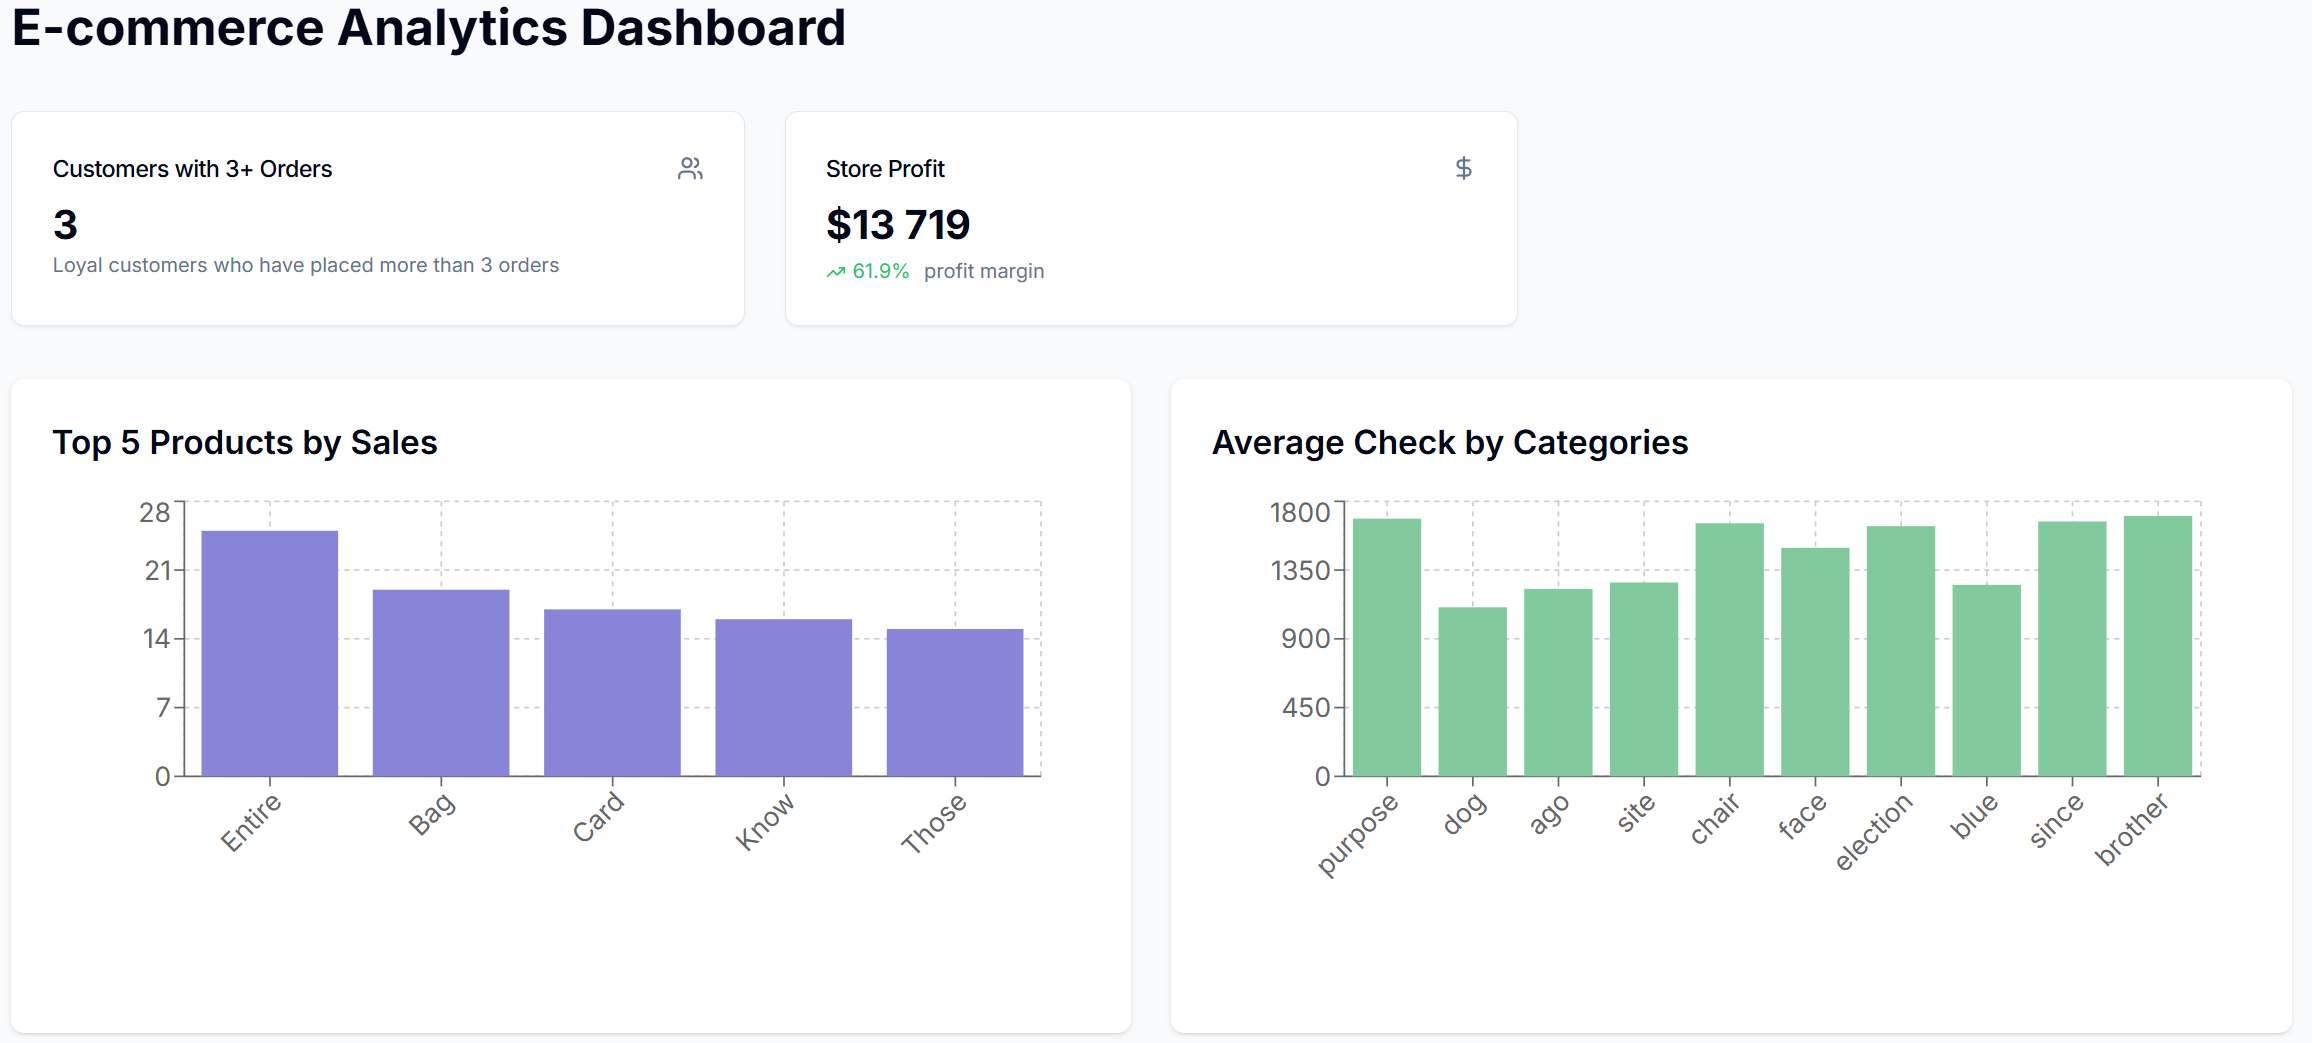 E-commerce Analytics Dashboard
Customers with 3+ Orders
3
Loyal customers who have placed more than 3 orders
Store Profit
$13 719
61.9% profit margin
Top 5 Products by Sales
28
21
14
7
0
Entire
Bag
Card
Know
Those
Average Check by Categories
1800
1350
900
450
0
purpose
dog
ago
site
chair
face
election
blue
since
brother